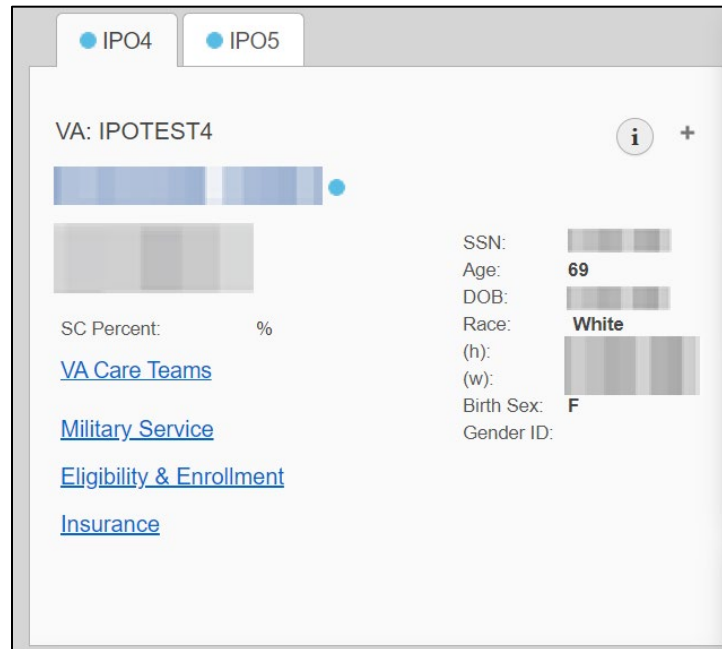 IPO4 IPO5
VA: IPOTEST4
i +
SC Percent: %
VA Care Teams
Military Service
Eligibility & Enrollment
Insurance
SSN:
Age: 69
DOB:
Race: White
(h):
(w):
Birth Sex: F
Gender ID: